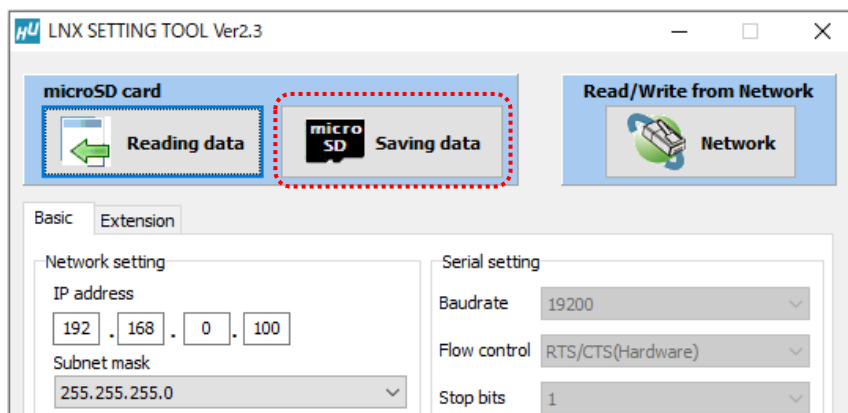 HU LNX SETTING TOOL Ver2.3
microSD card
Reading data
micro
SD
Saving data
Read/Write from Network
Network
Basic
Extension
Network setting
IP address
192 . 168 . 0 . 100
Subnet mask
255.255.255.0
Serial setting
Baudrate 19200
Flow control RTS/CTS(Hardware)
Stop bits 1